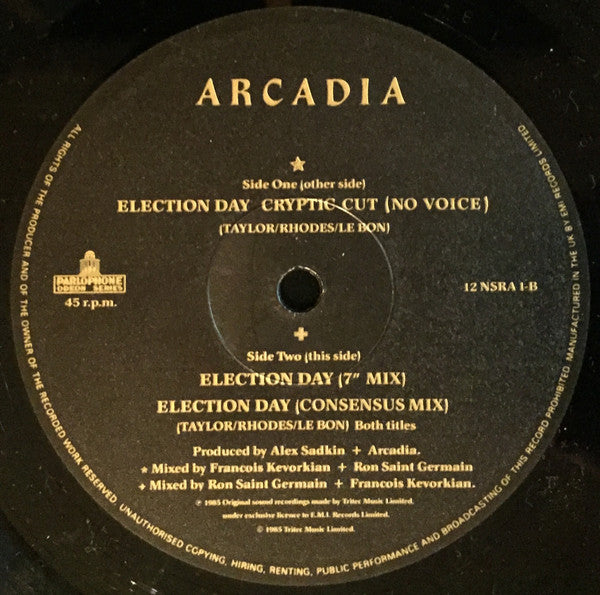 ARCADIA
★
Side One (other side)
ELECTION DAY CRYPTIC CUT (NO VOICE)
(TAYLOR/RHODES/LE BON)
PARLOPHONE
ODEON SERIES
45 r.p.m.
12 NSRA 1-B
+
Side Two (this side)
ELECTION DAY (7" MIX)
ELECTION DAY (CONSENSUS MIX)
(TAYLOR/RHODES/LE BON) Both titles
Produced by Alex Sadkin + Arcadia.
★ Mixed by Francois Kevorkian + Ron Saint Germain
+ Mixed by Ron Saint Germain + Francois Kevorkian.
℗ 1985 Original sound recordings made by Tritec Music Limited.
under exclusive licence to E.M.I. Records Limited.
© 1985 Tritec Music Limited.
ALL RIGHTS OF THE PRODUCER AND OF THE OWNER OF THE RECORDED WORK RESERVED. UNAUTHORISED COPYING, HIRING, RENTING, PUBLIC PERFORMANCE AND BROADCASTING OF THIS RECORD PROHIBITED. MANUFACTURED IN THE UK BY EMI RECORDS LIMITED